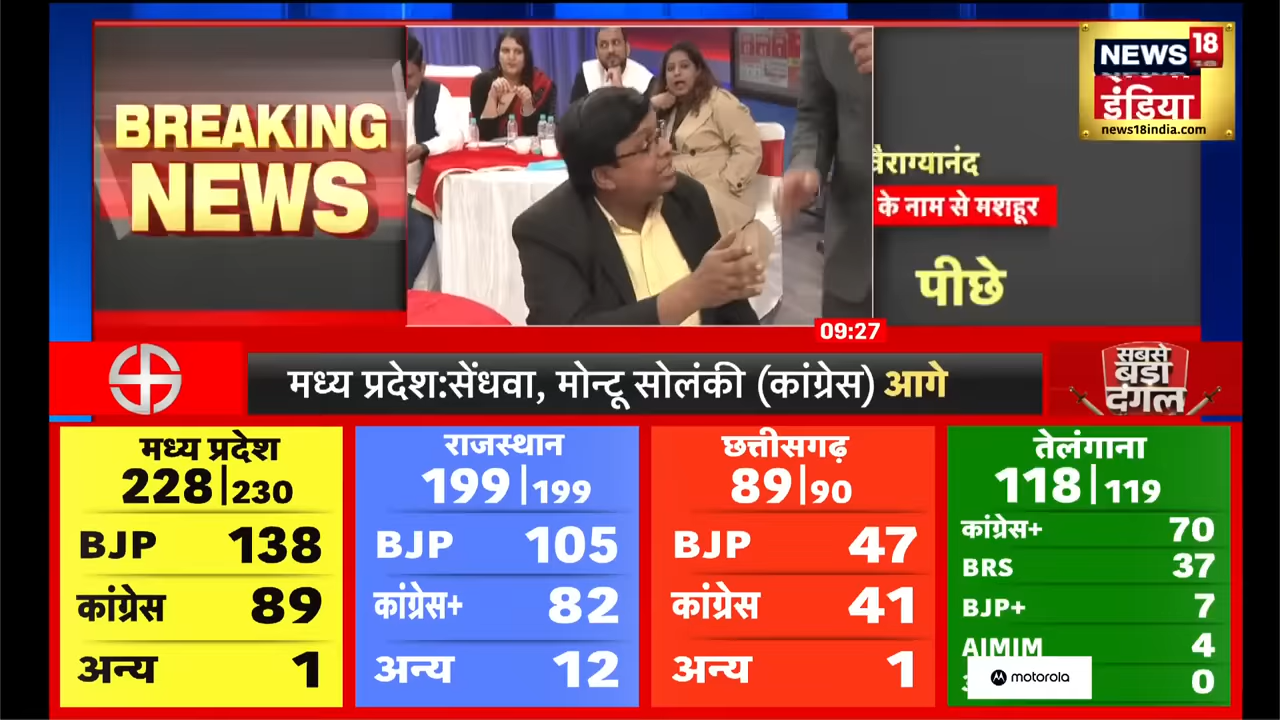 BREAKING
NEWS
NEWS 18
इंडिया
news18india.com
वैराग्यानंद
के नाम से मशहूर
पीछे
09:27
मध्य प्रदेश:सेंधवा, मोन्टू सोलंकी (कांग्रेस) आगे
सबसे
बड़ा
दंगल
मध्य प्रदेश
228|230
BJP 138
कांग्रेस 89
अन्य 1
राजस्थान
199|199
BJP 105
कांग्रेस+ 82
अन्य 12
छत्तीसगढ़
89|90
BJP 47
कांग्रेस 41
अन्य 1
तेलंगाना
118|119
कांग्रेस+ 70
BRS 37
BJP+ 7
AIMIM 4
0
motorola